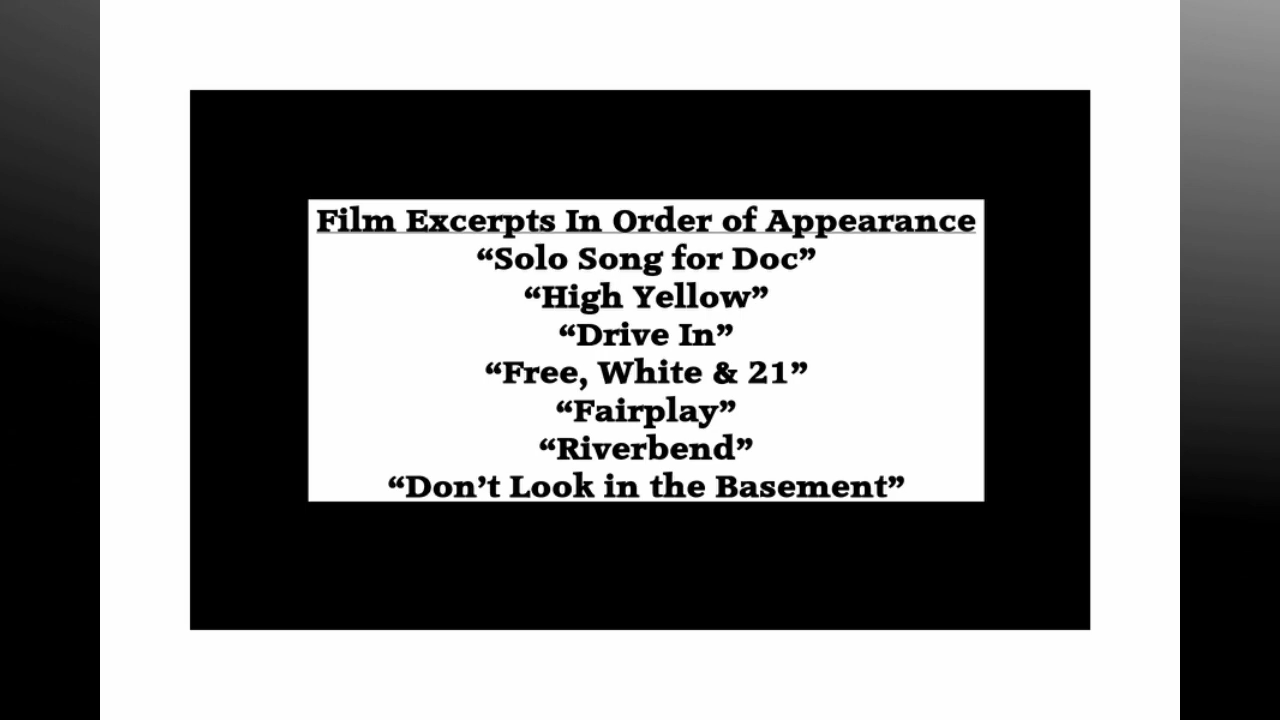 Film Excerpts In Order of Appearance
“Solo Song for Doc”
“High Yellow”
“Drive In”
“Free, White & 21”
“Fairplay”
“Riverbend”
“Don’t Look in the Basement”